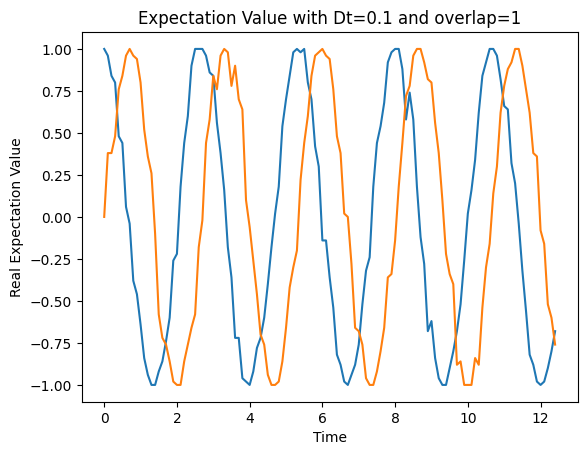 Expectation Value with Dt=0.1 and overlap=1
1.00
0.75
0.50
0.25
0.00
−0.25
−0.50
−0.75
−1.00
Real Expectation Value
0 2 4 6 8 10 12
Time